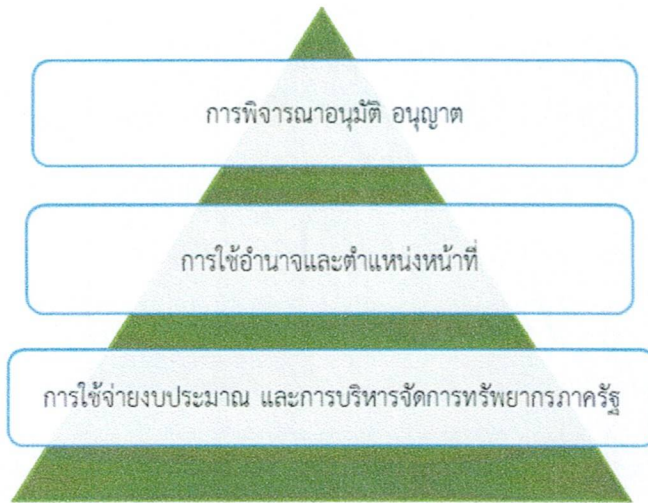 การพิจารณาอนุมัติ อนุญาต
การใช้อำนาจและตำแหน่งหน้าที่
การใช้จ่ายงบประมาณ และการบริหารจัดการทรัพยากรภาครัฐ